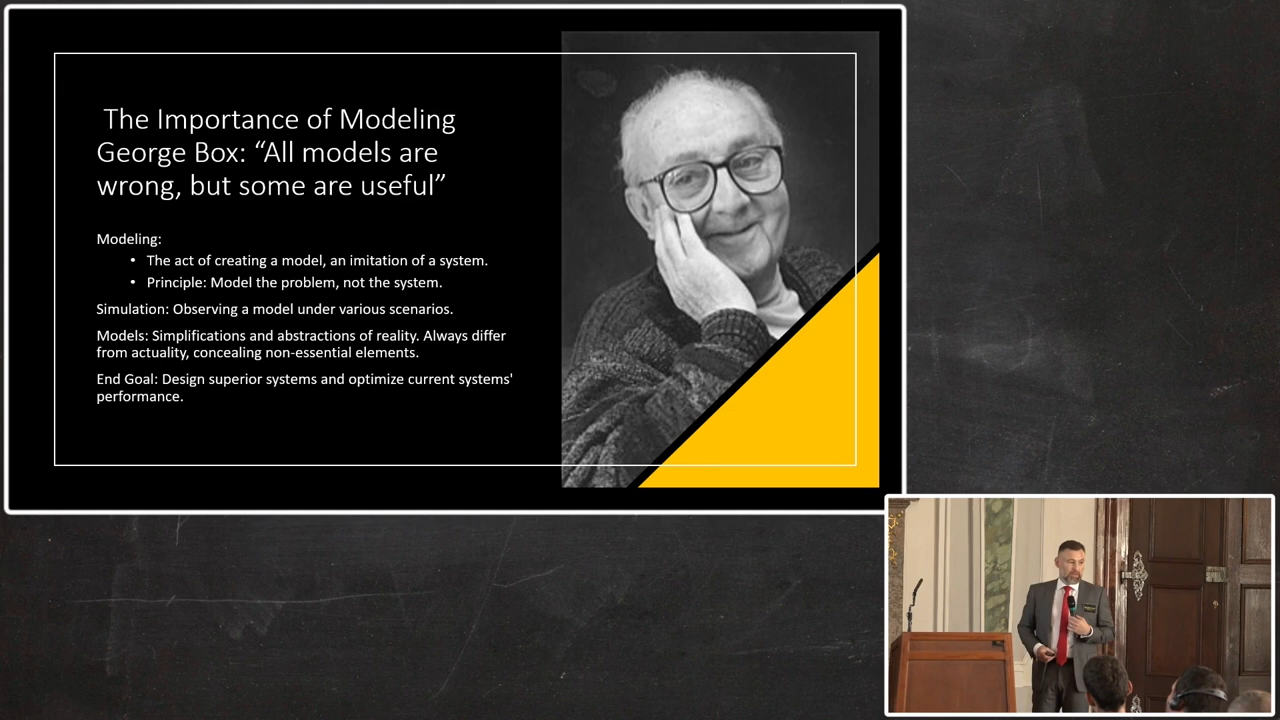 The Importance of Modeling
George Box: “All models are
wrong, but some are useful”
Modeling:
• The act of creating a model, an imitation of a system.
• Principle: Model the problem, not the system.
Simulation: Observing a model under various scenarios.
Models: Simplifications and abstractions of reality. Always differ
from actuality, concealing non-essential elements.
End Goal: Design superior systems and optimize current systems'
performance.